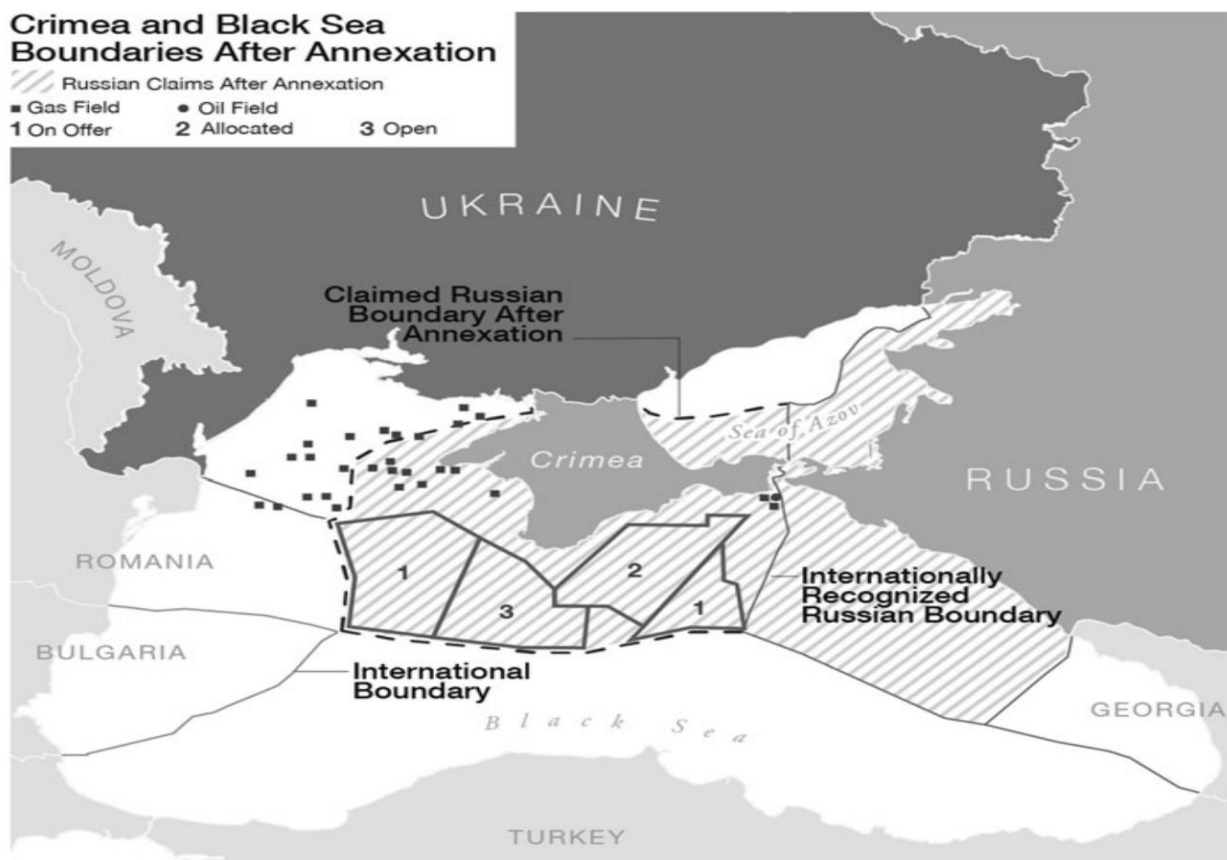 Crimea and Black Sea
Boundaries After Annexation
Russian Claims After Annexation
Gas Field
Oil Field
1 On Offer
2 Allocated
3 Open
UKRAINE
MOLDOVA
Claimed Russian
Boundary After
Annexation
Sea of Azov
Crimea
RUSSIA
ROMANIA
1
2
3
1
Internationally
Recognized
Russian Boundary
BULGARIA
International
Boundary
GEORGIA
Black Sea
TURKEY